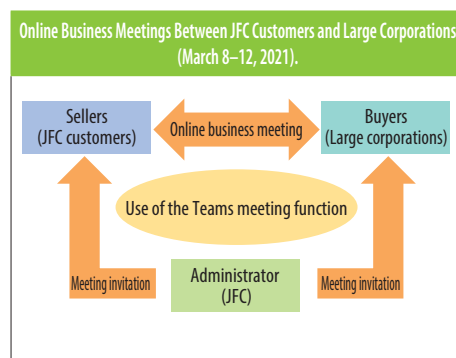 Online Business Meetings Between JFC Customers and Large Corporations
(March 8–12, 2021).
Sellers
(JFC customers)
Online business meeting
Buyers
(Large corporations)
Use of the Teams meeting function
Meeting invitation
Administrator
(JFC)
Meeting invitation